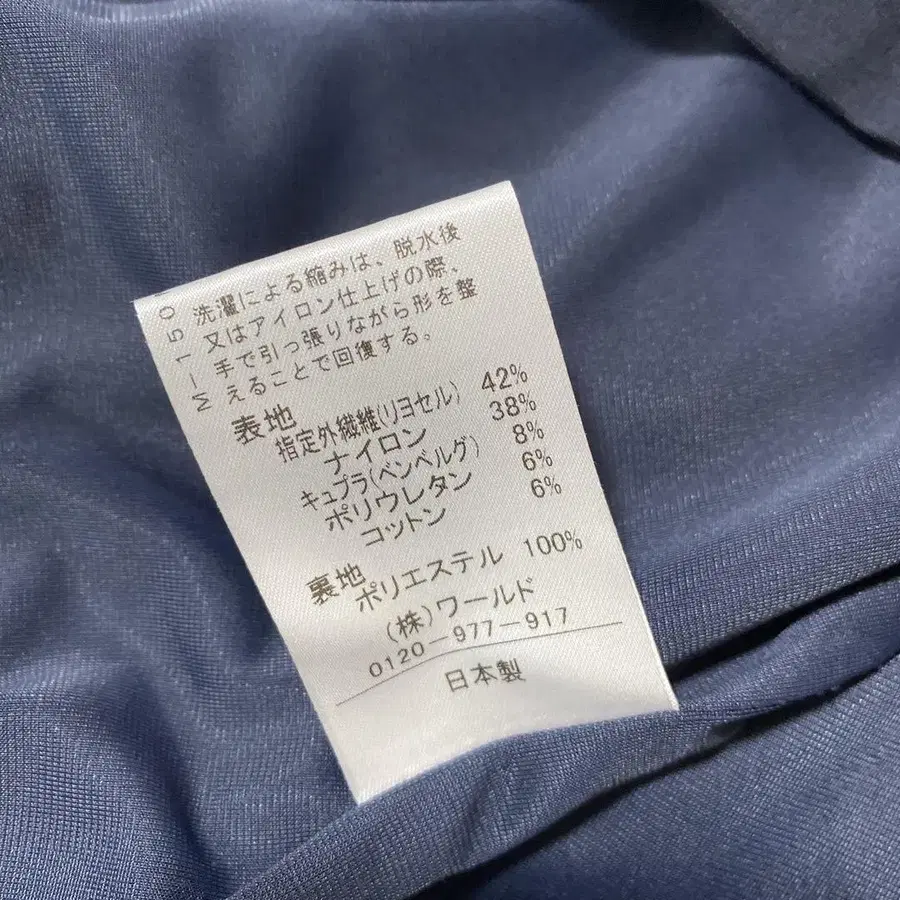 洗濯による縮みは、脱水後
又はアイロン仕上げの際、
手で引っ張りながら形を整
えることで回復する。
表地
指定外繊維(リヨセル) 42%
ナイロン 38%
キュプラ(ベンベルグ) 8%
ポリウレタン 6%
コットン 6%
裏地
ポリエステル 100%
(株)ワールド
0120-977-917
日本製